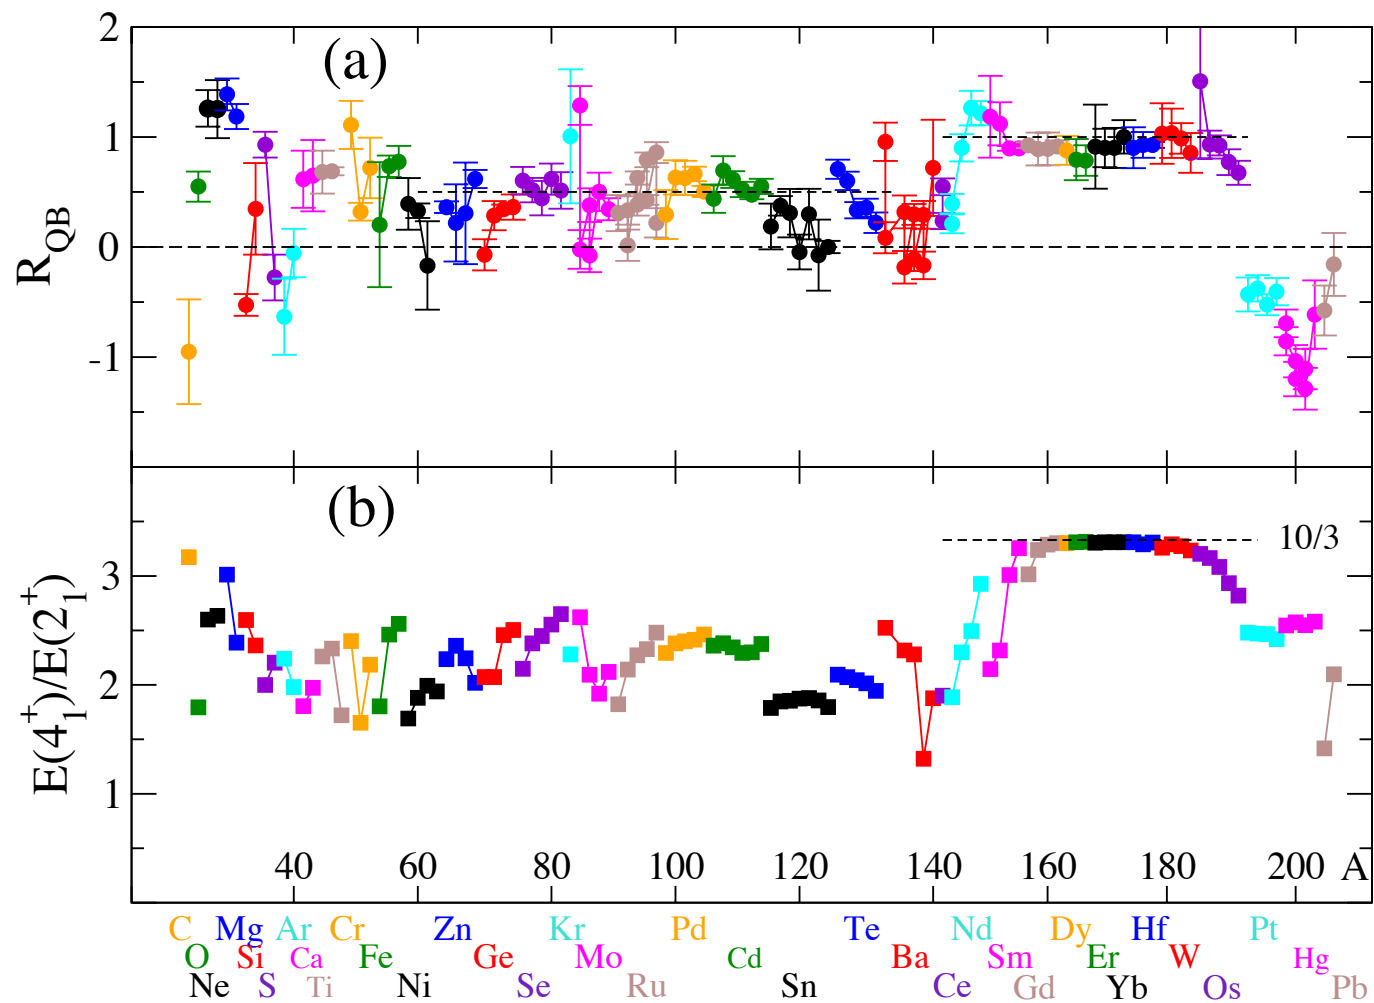 2
(a)
1
R_QB
0
-1
(b)
10/3
3
E(4₁⁺)/E(2₁⁺)
2
1
40 60 80 100 120 140 160 180 200 A
C Mg Ar Cr Zn Kr Pd Te Nd Dy Hf Pt
O Si Ca Fe Ge Mo Cd Ba Sm Er W Hg
Ne S Ti Ni Se Ru Sn Ce Gd Yb Os Pb